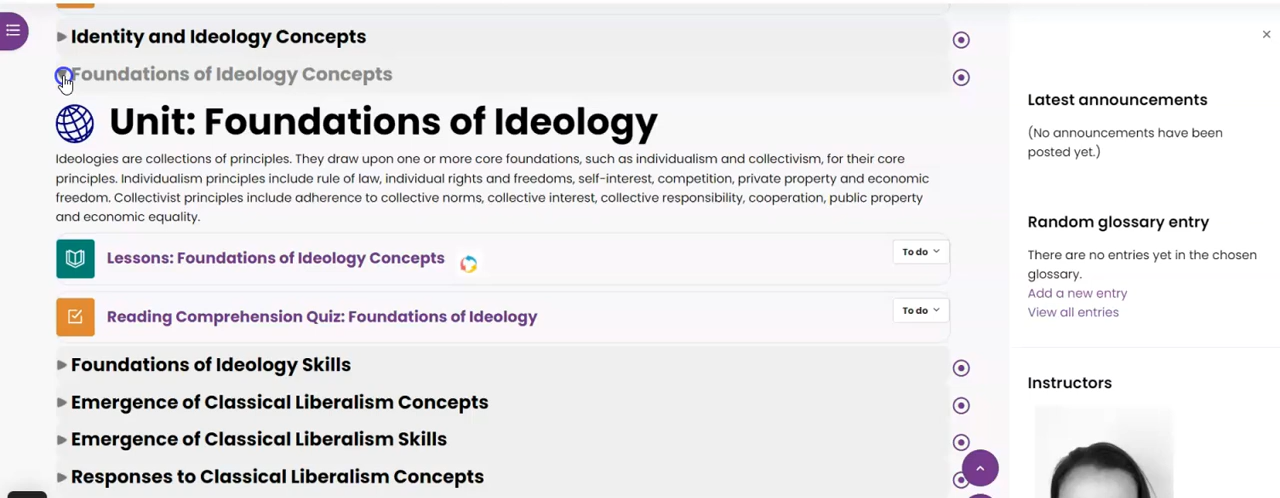 Identity and Ideology Concepts
Foundations of Ideology Concepts
Unit: Foundations of Ideology
Ideologies are collections of principles. They draw upon one or more core foundations, such as individualism and collectivism, for their core
principles. Individualism principles include rule of law, individual rights and freedoms, self-interest, competition, private property and economic
freedom. Collectivist principles include adherence to collective norms, collective interest, collective responsibility, cooperation, public property
and economic equality.
Lessons: Foundations of Ideology Concepts
To do
Reading Comprehension Quiz: Foundations of Ideology
To do
Foundations of Ideology Skills
Emergence of Classical Liberalism Concepts
Emergence of Classical Liberalism Skills
Responses to Classical Liberalism Concepts
Latest announcements
(No announcements have been
posted yet.)
Random glossary entry
There are no entries yet in the chosen
glossary.
Add a new entry
View all entries
Instructors